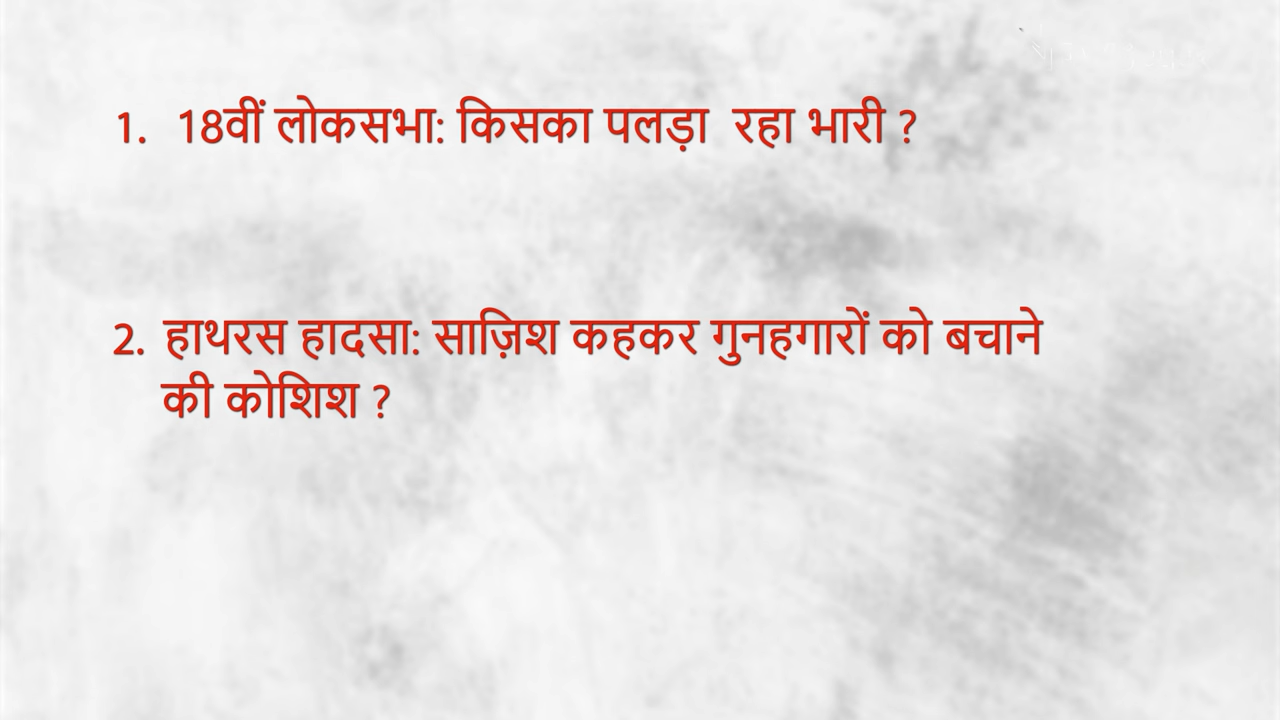 1. 18वीं लोकसभा: किसका पलड़ा रहा भारी ?
2. हाथरस हादसा: साज़िश कहकर गुनहगारों को बचाने
की कोशिश ?